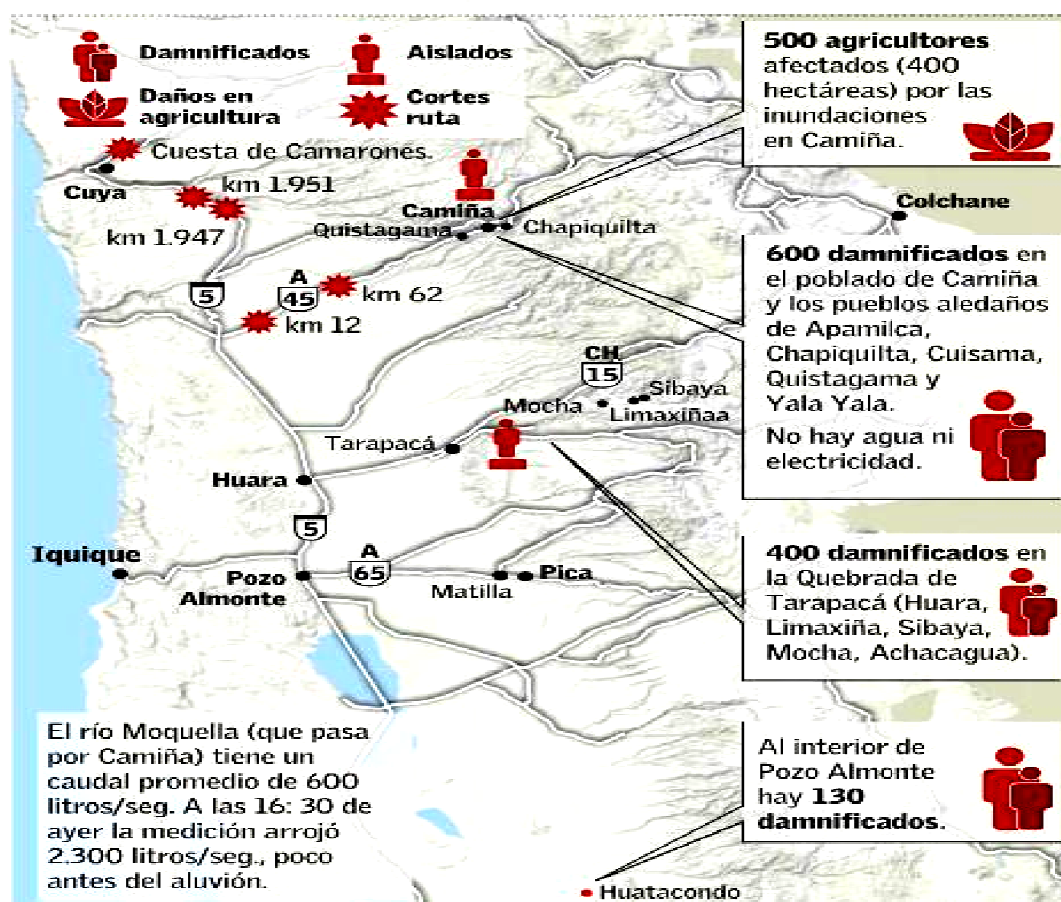 Damnificados
Aislados
Daños en
agricultura
Cortes
ruta
Cuesta de Camarones.
Cuya
km 1.951
km 1.947
Camiña
Quistagama
Chapiquilta
Colchane
5
A
45
km 62
km 12
CH
15
Sibaya
Mocha
Limaxiñaa
Tarapacá
Huara
5
Iquique
A
65
Pozo
Almonte
Matilla
Pica
500 agricultores
afectados (400
hectáreas) por las
inundaciones
en Camiña.
600 damnificados en
el poblado de Camiña
y los pueblos aledaños
de Apamilca,
Chapiquilta, Cuisama,
Quistagama y
Yala Yala.
No hay agua ni
electricidad.
400 damnificados en
la Quebrada de
Tarapacá (Huara,
Limaxiña, Sibaya,
Mocha, Achacagua).
El río Moquella (que pasa
por Camiña) tiene un
caudal promedio de 600
litros/seg. A las 16: 30 de
ayer la medición arrojó
2.300 litros/seg., poco
antes del aluvión.
Al interior de
Pozo Almonte
hay 130
damnificados.
Huatacondo